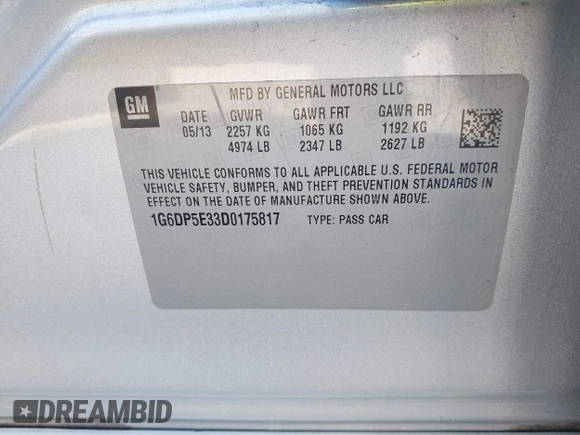 GM
MFD BY GENERAL MOTORS LLC
DATE GVWR GAWR FRT GAWR RR
05/13 2257 KG 1065 KG 1192 KG
4974 LB 2347 LB 2627 LB
THIS VEHICLE CONFORMS TO ALL APPLICABLE U.S. FEDERAL MOTOR
VEHICLE SAFETY, BUMPER, AND THEFT PREVENTION STANDARDS IN
EFFECT ON THE DATE OF MANUFACTURE SHOWN ABOVE.
1G6DP5E33D0175817 TYPE: PASS CAR
DREAMBID